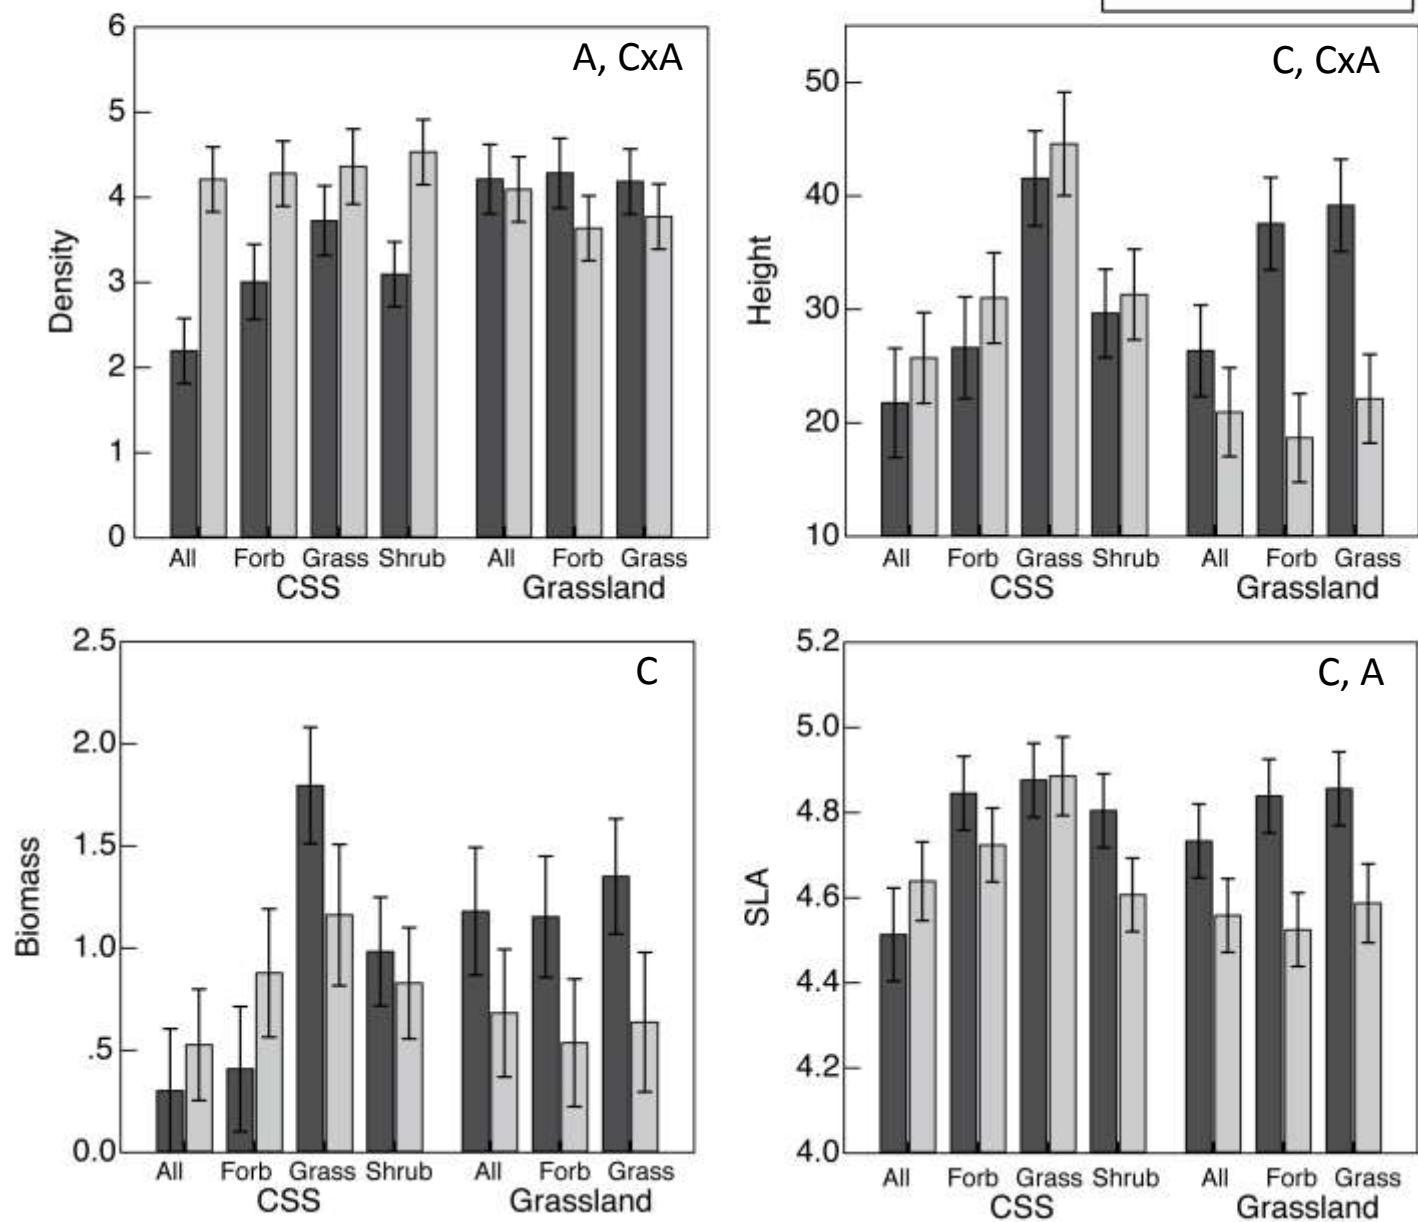 A, CxA
6
5
4
3
2
1
0
Density
All Forb Grass Shrub All Forb Grass
CSS Grassland
C, CxA
50
40
30
20
10
Height
All Forb Grass Shrub All Forb Grass
CSS Grassland
C
2.5
2.0
1.5
1.0
.5
0.0
Biomass
All Forb Grass Shrub All Forb Grass
CSS Grassland
C, A
5.2
5.0
4.8
4.6
4.4
4.2
4.0
SLA
All Forb Grass Shrub All Forb Grass
CSS Grassland